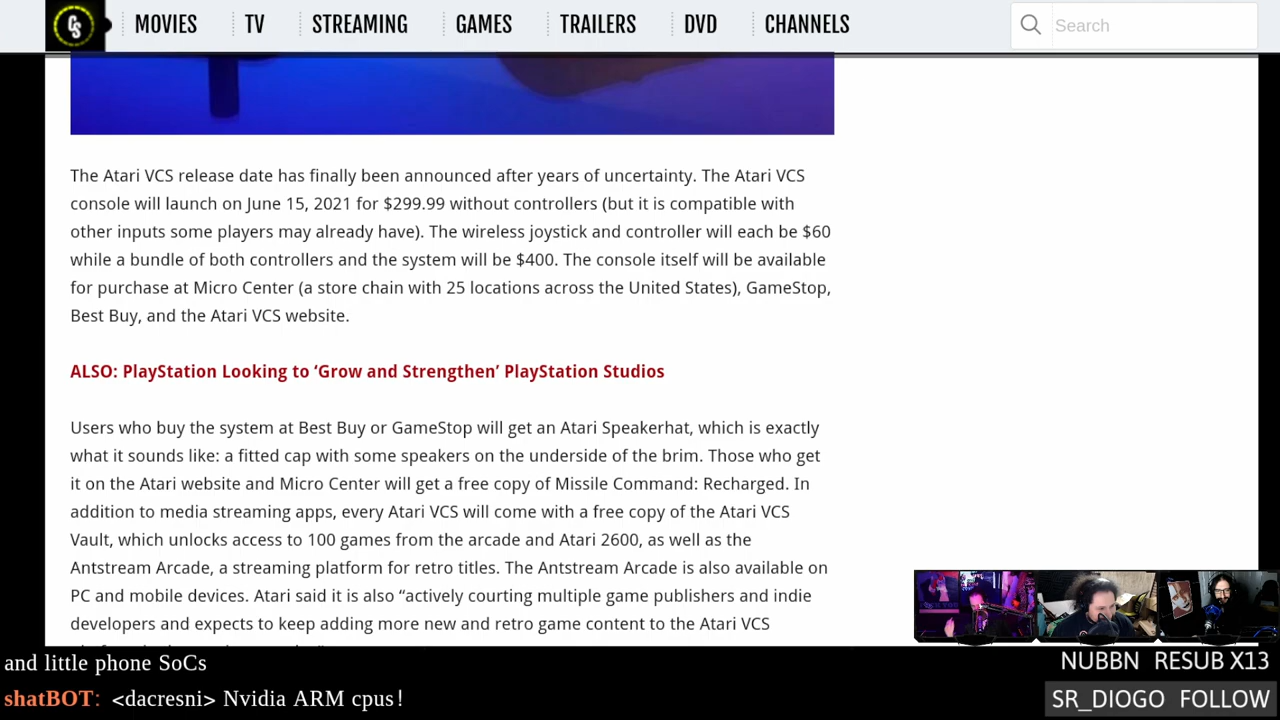 GS MOVIES TV STREAMING GAMES TRAILERS DVD CHANNELS Search
The Atari VCS release date has finally been announced after years of uncertainty. The Atari VCS
console will launch on June 15, 2021 for $299.99 without controllers (but it is compatible with
other inputs some players may already have). The wireless joystick and controller will each be $60
while a bundle of both controllers and the system will be $400. The console itself will be available
for purchase at Micro Center (a store chain with 25 locations across the United States), GameStop,
Best Buy, and the Atari VCS website.
ALSO: PlayStation Looking to ‘Grow and Strengthen’ PlayStation Studios
Users who buy the system at Best Buy or GameStop will get an Atari Speakerhat, which is exactly
what it sounds like: a fitted cap with some speakers on the underside of the brim. Those who get
it on the Atari website and Micro Center will get a free copy of Missile Command: Recharged. In
addition to media streaming apps, every Atari VCS will come with a free copy of the Atari VCS
Vault, which unlocks access to 100 games from the arcade and Atari 2600, as well as the
Antstream Arcade, a streaming platform for retro titles. The Antstream Arcade is also available on
PC and mobile devices. Atari said it is also “actively courting multiple game publishers and indie
developers and expects to keep adding more new and retro game content to the Atari VCS
and little phone SoCs
NUBBN RESUB X13
shatBOT: <dacresni> Nvidia ARM cpus!
SR_DIOGO FOLLOW